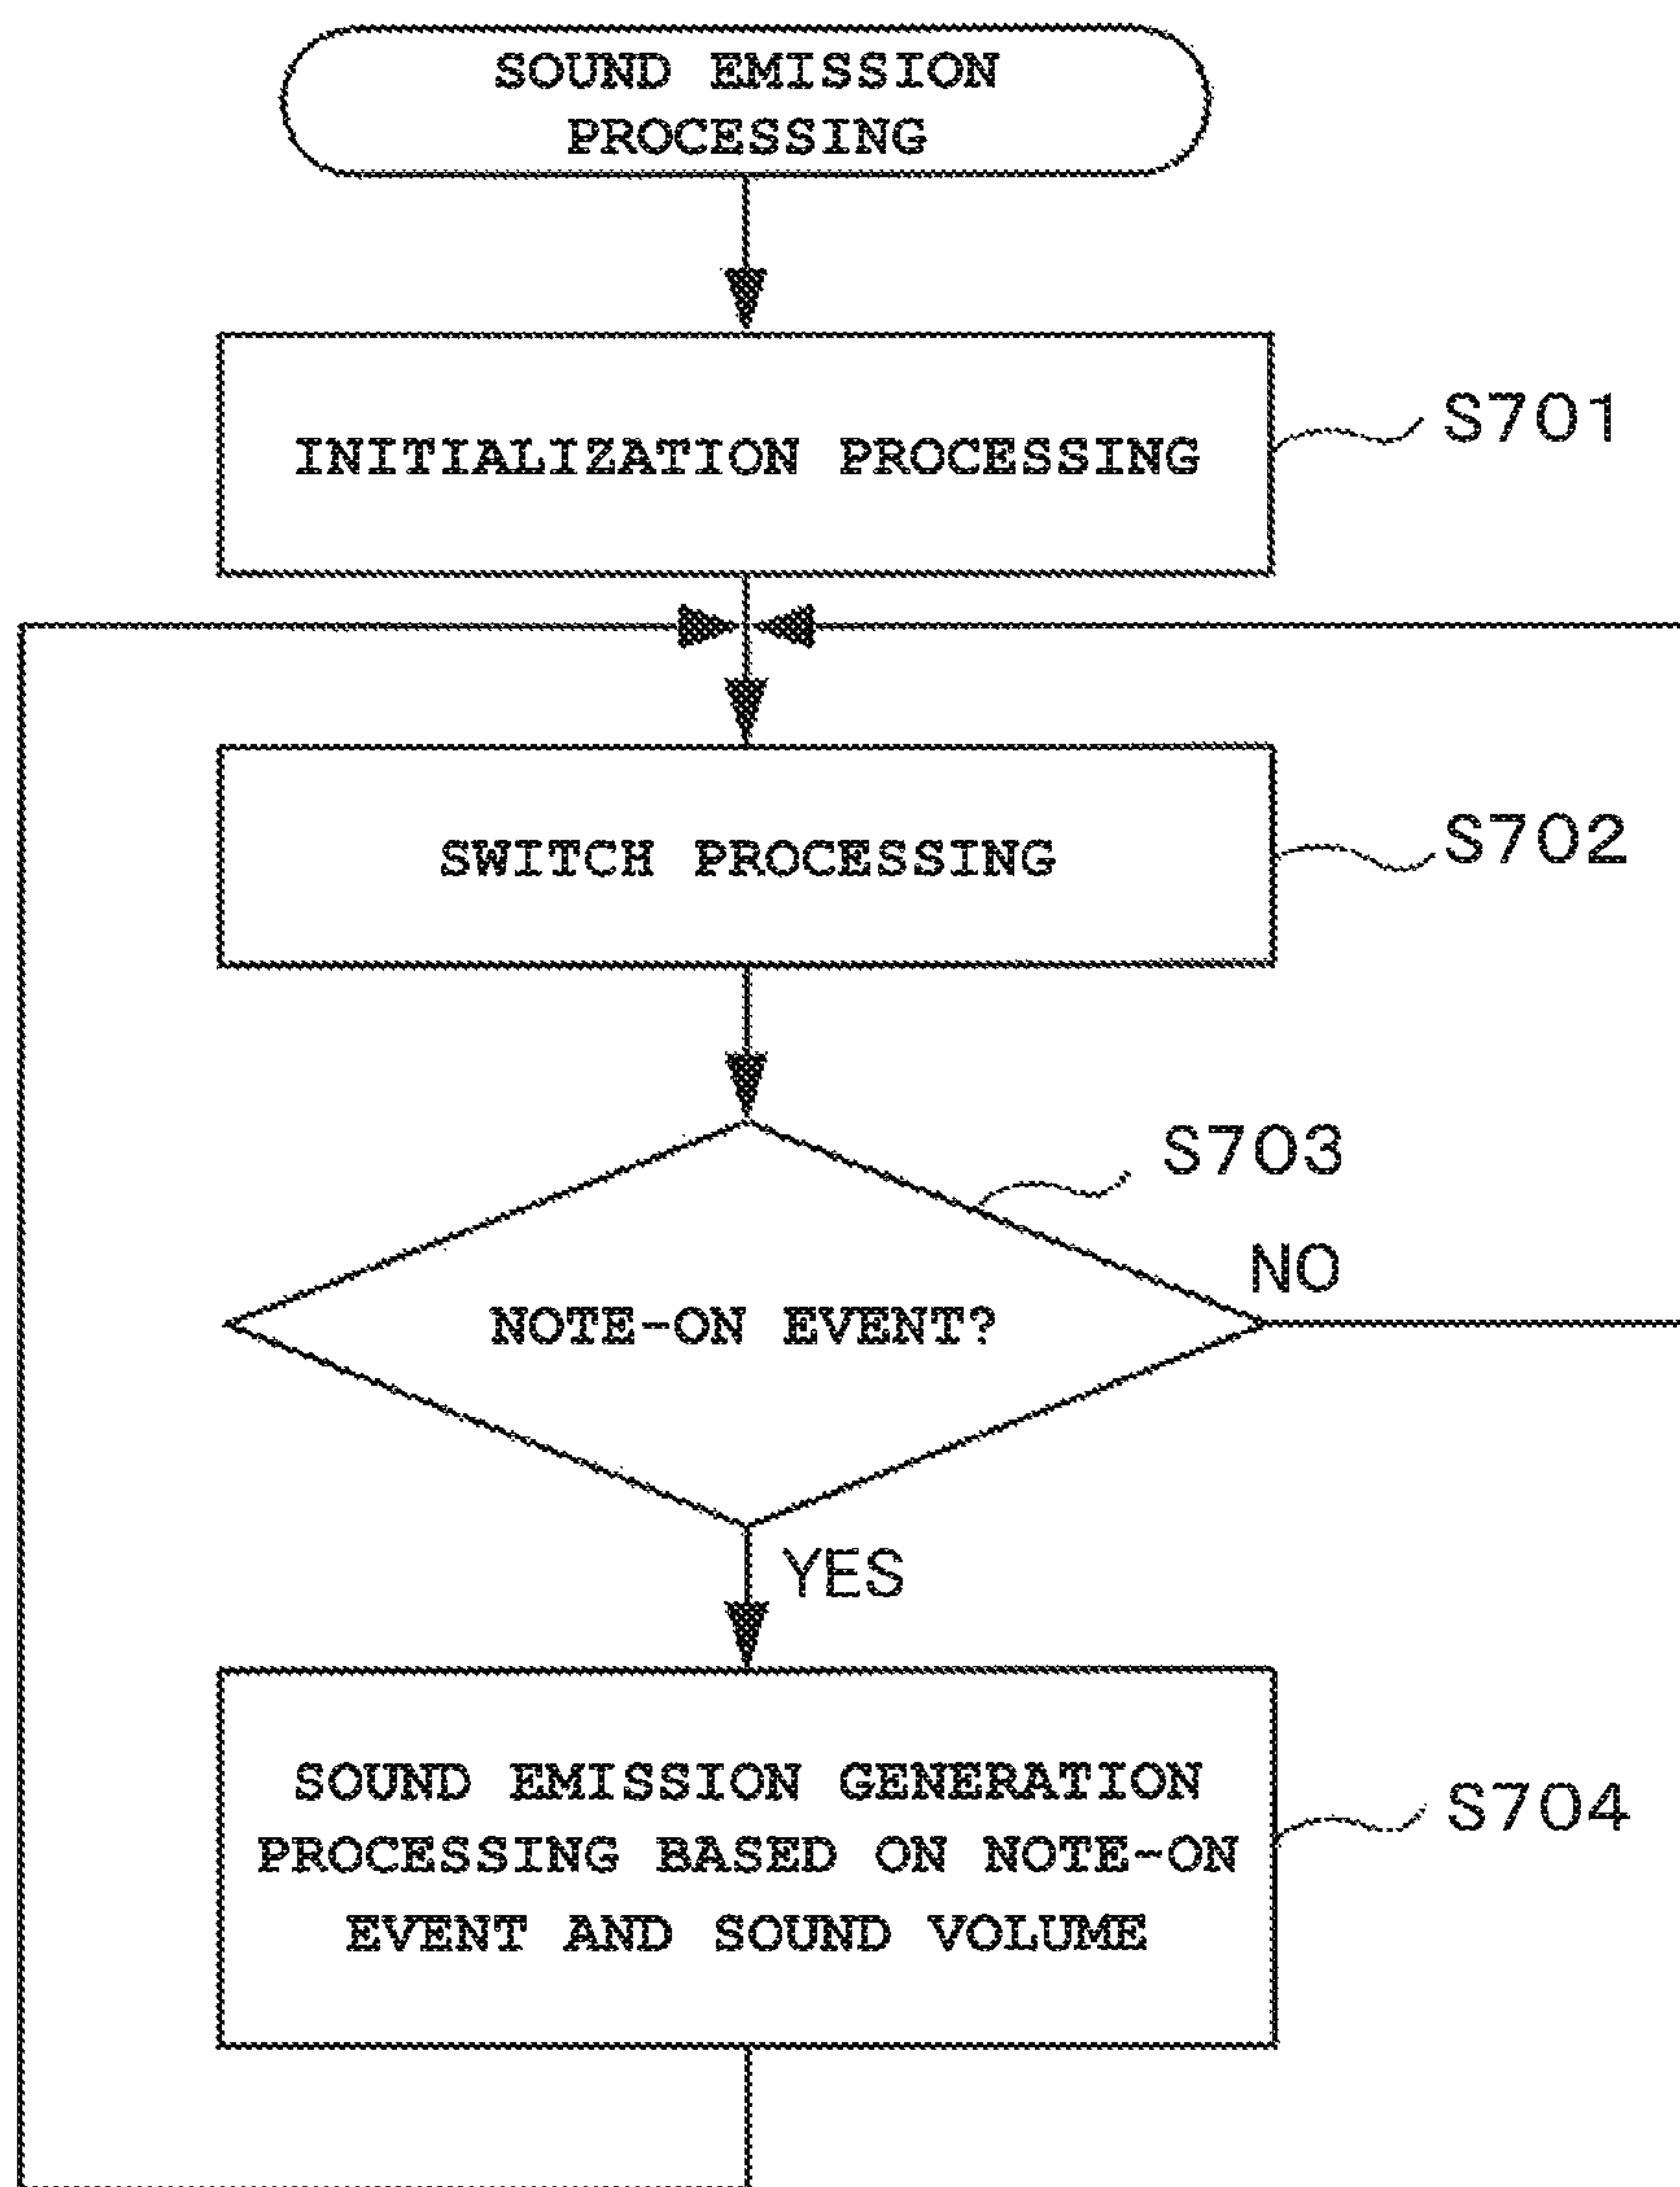 SOUND EMISSION
PROCESSING
INITIALIZATION PROCESSING
S701
SWITCH PROCESSING
S702
S703
NO
NOTE-ON EVENT?
YES
SOUND EMISSION GENERATION
PROCESSING BASED ON NOTE-ON
EVENT AND SOUND VOLUME
S704